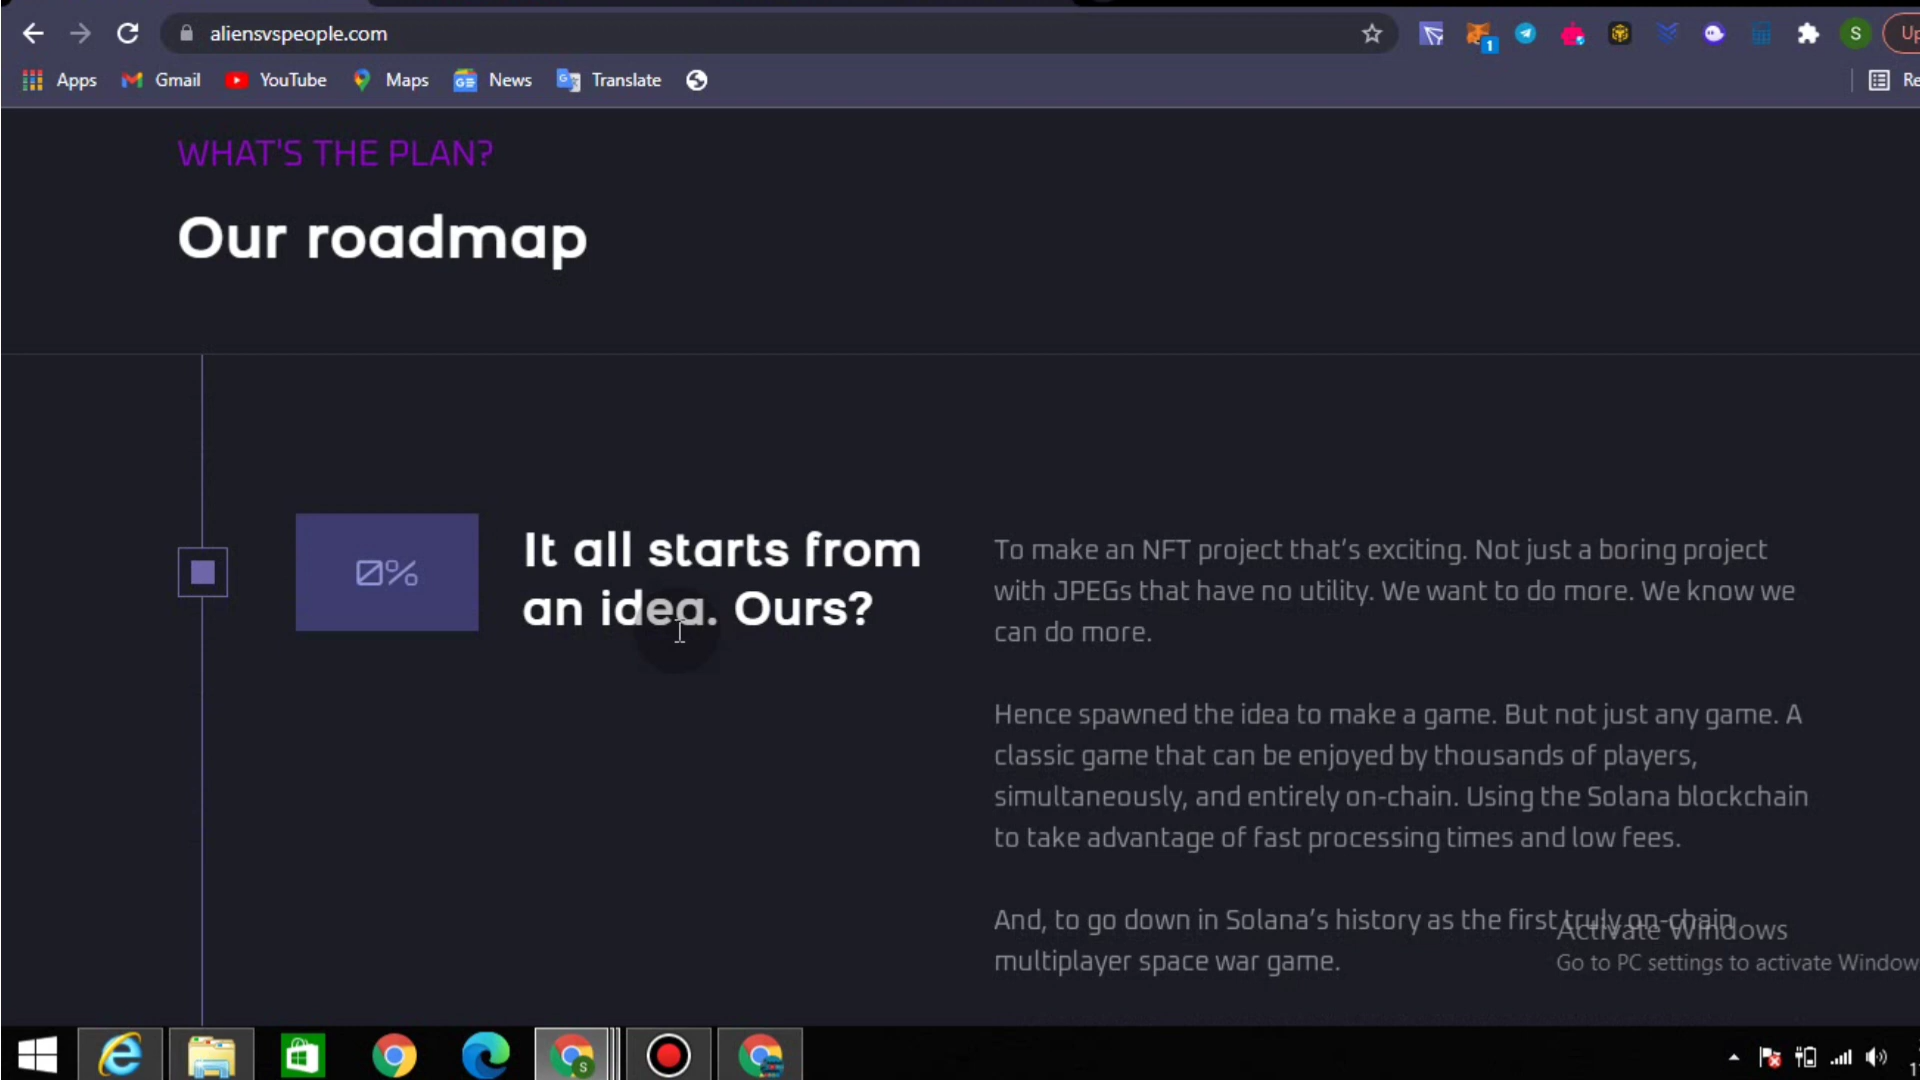 aliensvspeople.com
1
S
Apps
Gmail
YouTube
Maps
News
Translate
WHAT'S THE PLAN?
Our roadmap
0%
It all starts from
an idea. Ours?
To make an NFT project that's exciting. Not just a boring project
with JPEGs that have no utility. We want to do more. We know we
can do more.
Hence spawned the idea to make a game. But not just any game. A
classic game that can be enjoyed by thousands of players,
simultaneously, and entirely on-chain. Using the Solana blockchain
to take advantage of fast processing times and low fees.
And, to go down in Solana's history as the first truly on-chain
multiplayer space war game.
Activate Windows
Go to PC settings to activate Window
S